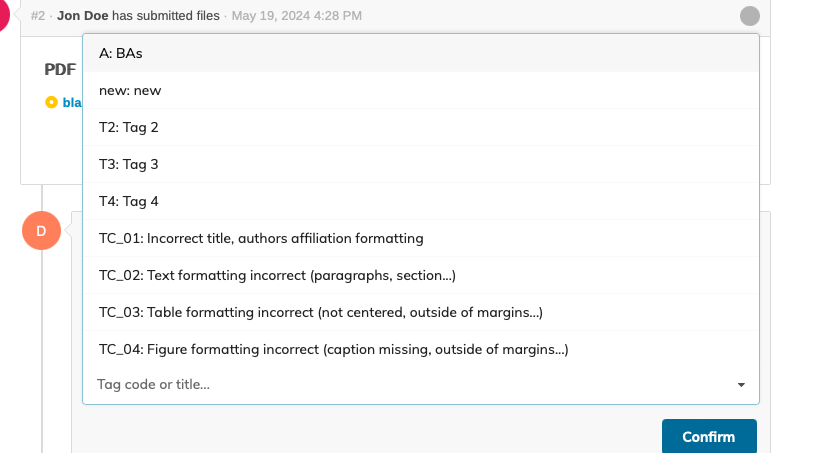 #2 · Jon Doe has submitted files · May 19, 2024 4:28 PM
A: BAs
PDF
new: new
bla
T2: Tag 2
T3: Tag 3
T4: Tag 4
D
TC_01: Incorrect title, authors affiliation formatting
TC_02: Text formatting incorrect (paragraphs, section...)
TC_03: Table formatting incorrect (not centered, outside of margins...)
TC_04: Figure formatting incorrect (caption missing, outside of margins...)
Tag code or title...
Confirm